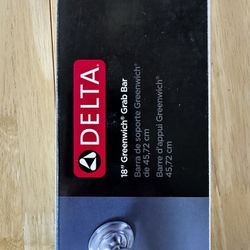 DELTA.
18" Greenwich® Grab Bar
Barra de soporte Greenwich®
de 45,72 cm
Barre d'appui Greenwich®
45,72 cm